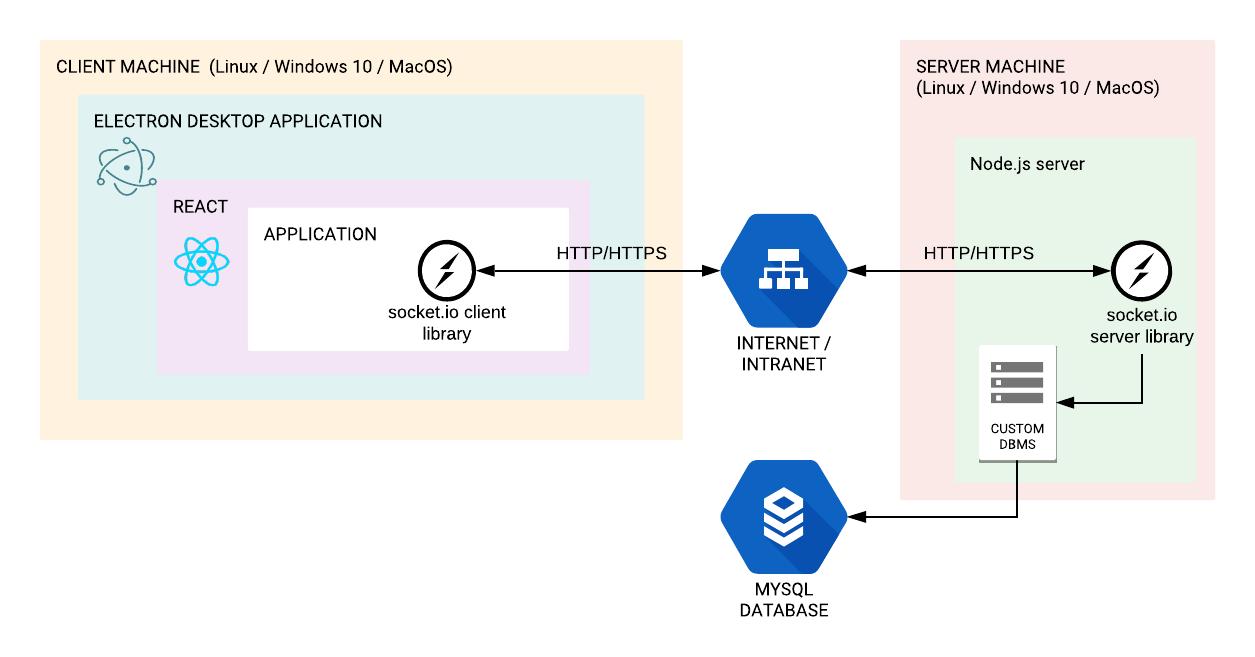 CLIENT MACHINE (Linux / Windows 10 / MacOS)
ELECTRON DESKTOP APPLICATION
REACT
APPLICATION
socket.io client
library
HTTP/HTTPS
INTERNET /
INTRANET
HTTP/HTTPS
SERVER MACHINE
(Linux / Windows 10 / MacOS)
Node.js server
socket.io
server library
CUSTOM
DBMS
MYSQL
DATABASE